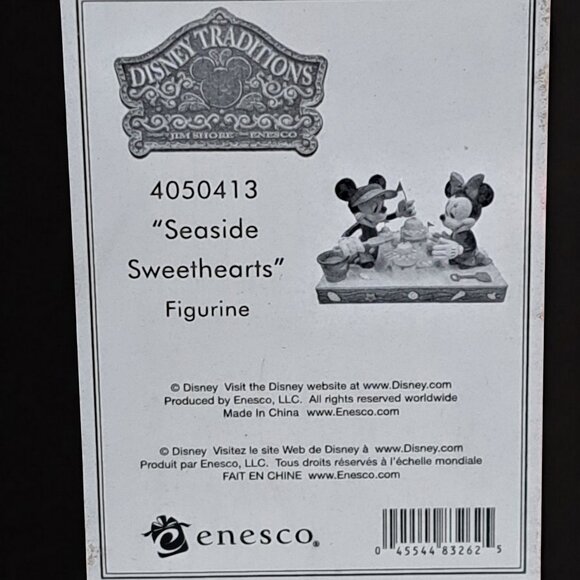 DISNEY TRADITIONS
JIM SHORE ENESCO
4050413
"Seaside
Sweethearts"
Figurine
© Disney Visit the Disney website at www.Disney.com
Produced by Enesco, LLC. All rights reserved worldwide
Made In China www.Enesco.com
© Disney Visitez le site Web de Disney à www.Disney.com
Produit par Enesco, LLC. Tous droits réservés à l'échelle mondiale
FAIT EN CHINE www.Enesco.com
enesco®
0 45544 83262 5